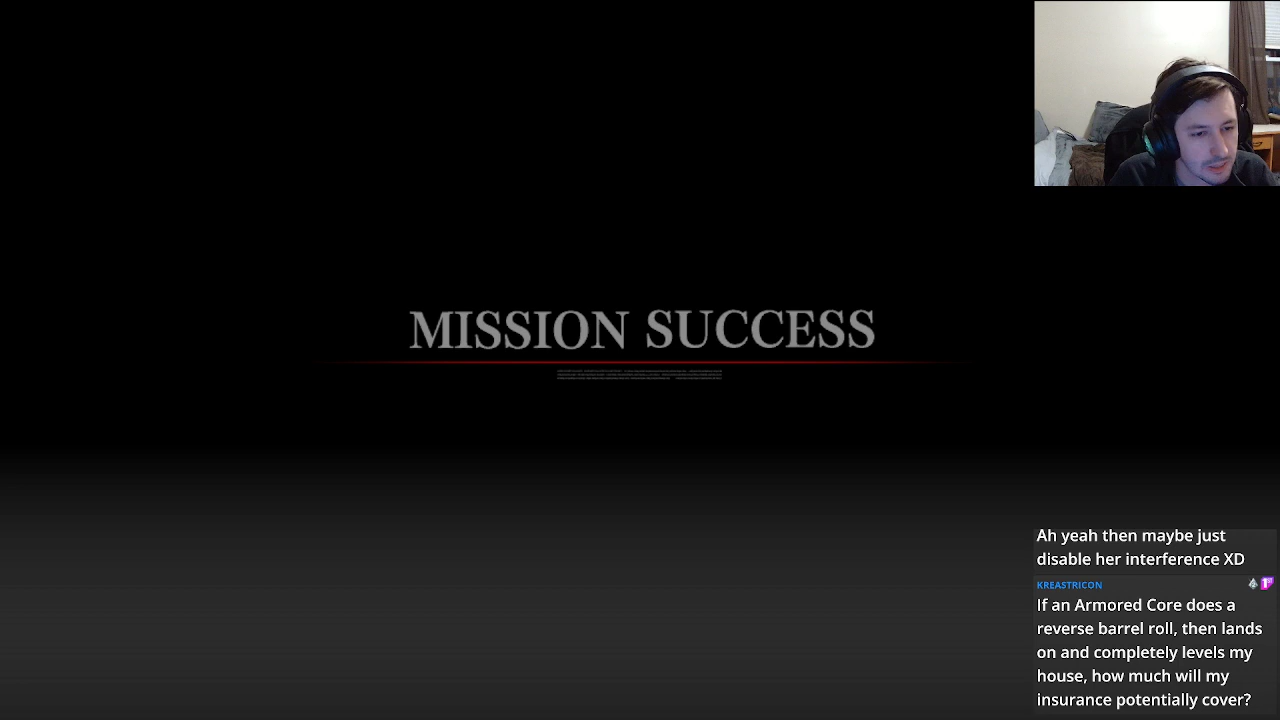 MISSION SUCCESS
Ah yeah then maybe just
disable her interference XD
KREASTRICON
If an Armored Core does a
reverse barrel roll, then lands
on and completely levels my
house, how much will my
insurance potentially cover?